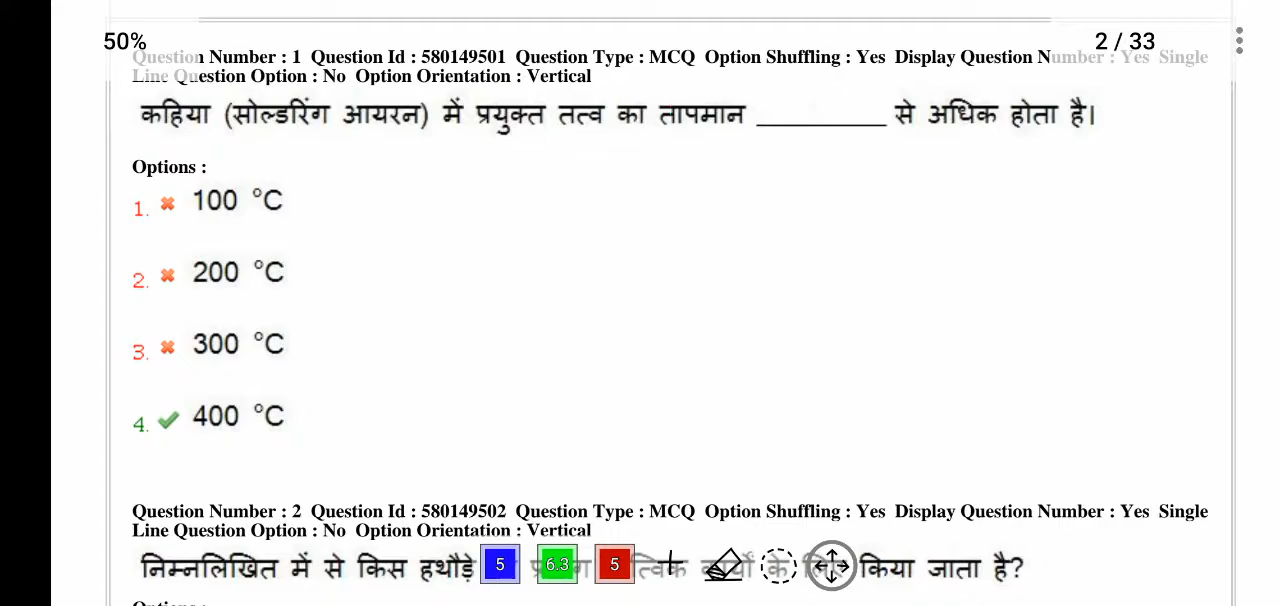 50%
2 / 33
Question Number : 1 Question Id : 580149501 Question Type : MCQ Option Shuffling : Yes Display Question Number : Yes Single
Line Question Option : No Option Orientation : Vertical
कहिया (सोल्डरिंग आयरन) में प्रयुक्त तत्व का तापमान __________ से अधिक होता है।
Options :
1. ✖ 100 °C
2. ✖ 200 °C
3. ✖ 300 °C
4. ✔ 400 °C
Question Number : 2 Question Id : 580149502 Question Type : MCQ Option Shuffling : Yes Display Question Number : Yes Single
Line Question Option : No Option Orientation : Vertical
निम्नलिखित में से किस हथौड़े 5 6.3 5 किया जाता है?